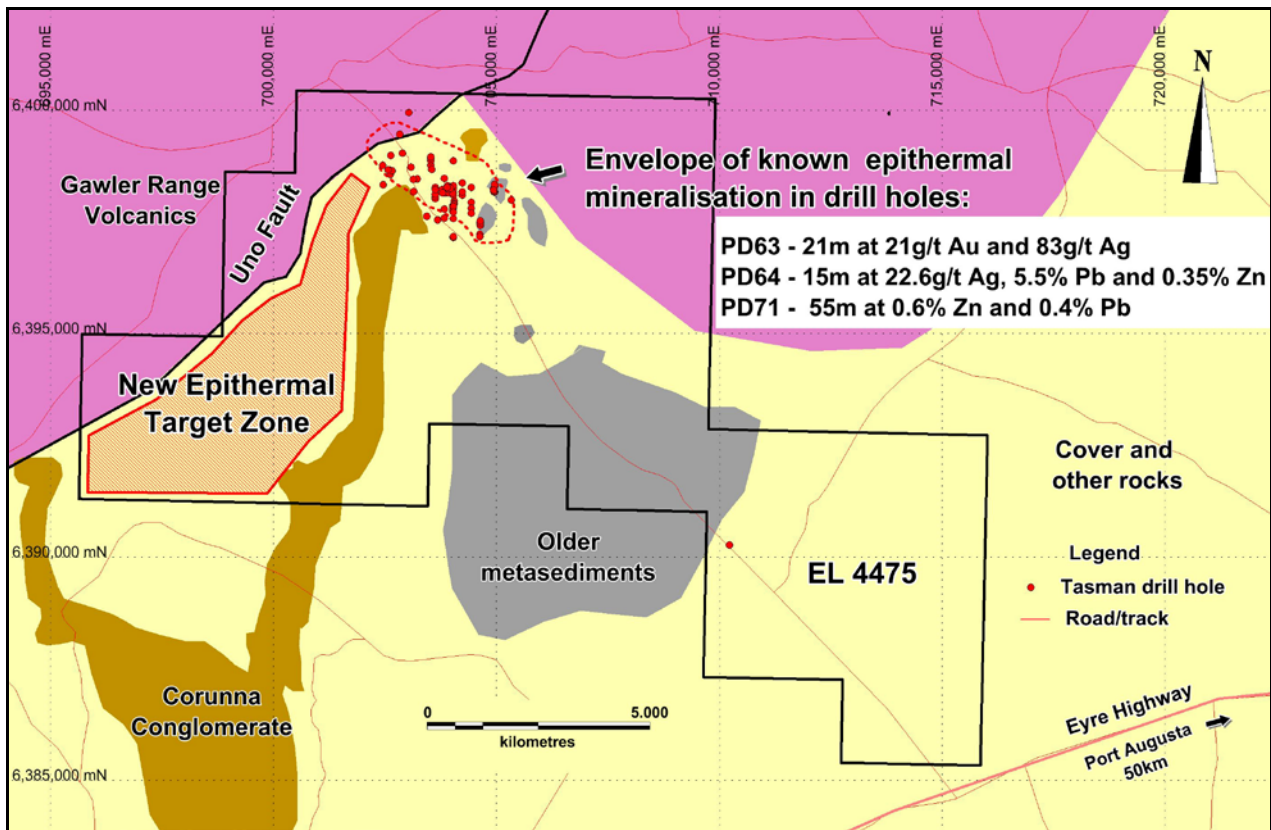 695,000 mE
700,000 mE
705,000 mE
710,000 mE
715,000 mE
720,000 mE
6,400,000 mN
N
Envelope of known epithermal
mineralisation in drill holes:
Gawler Range
Volcanics
Uno Fault
PD63 - 21m at 21g/t Au and 83g/t Ag
PD64 - 15m at 22.6g/t Ag, 5.5% Pb and 0.35% Zn
PD71 - 55m at 0.6% Zn and 0.4% Pb
6,395,000 mN
New Epithermal
Target Zone
Cover and
other rocks
6,390,000 mN
Older
metasediments
EL 4475
Legend
Tasman drill hole
Road/track
Corunna
Conglomerate
0 5.000
kilometres
Eyre Highway
Port Augusta
50km
6,385,000 mN